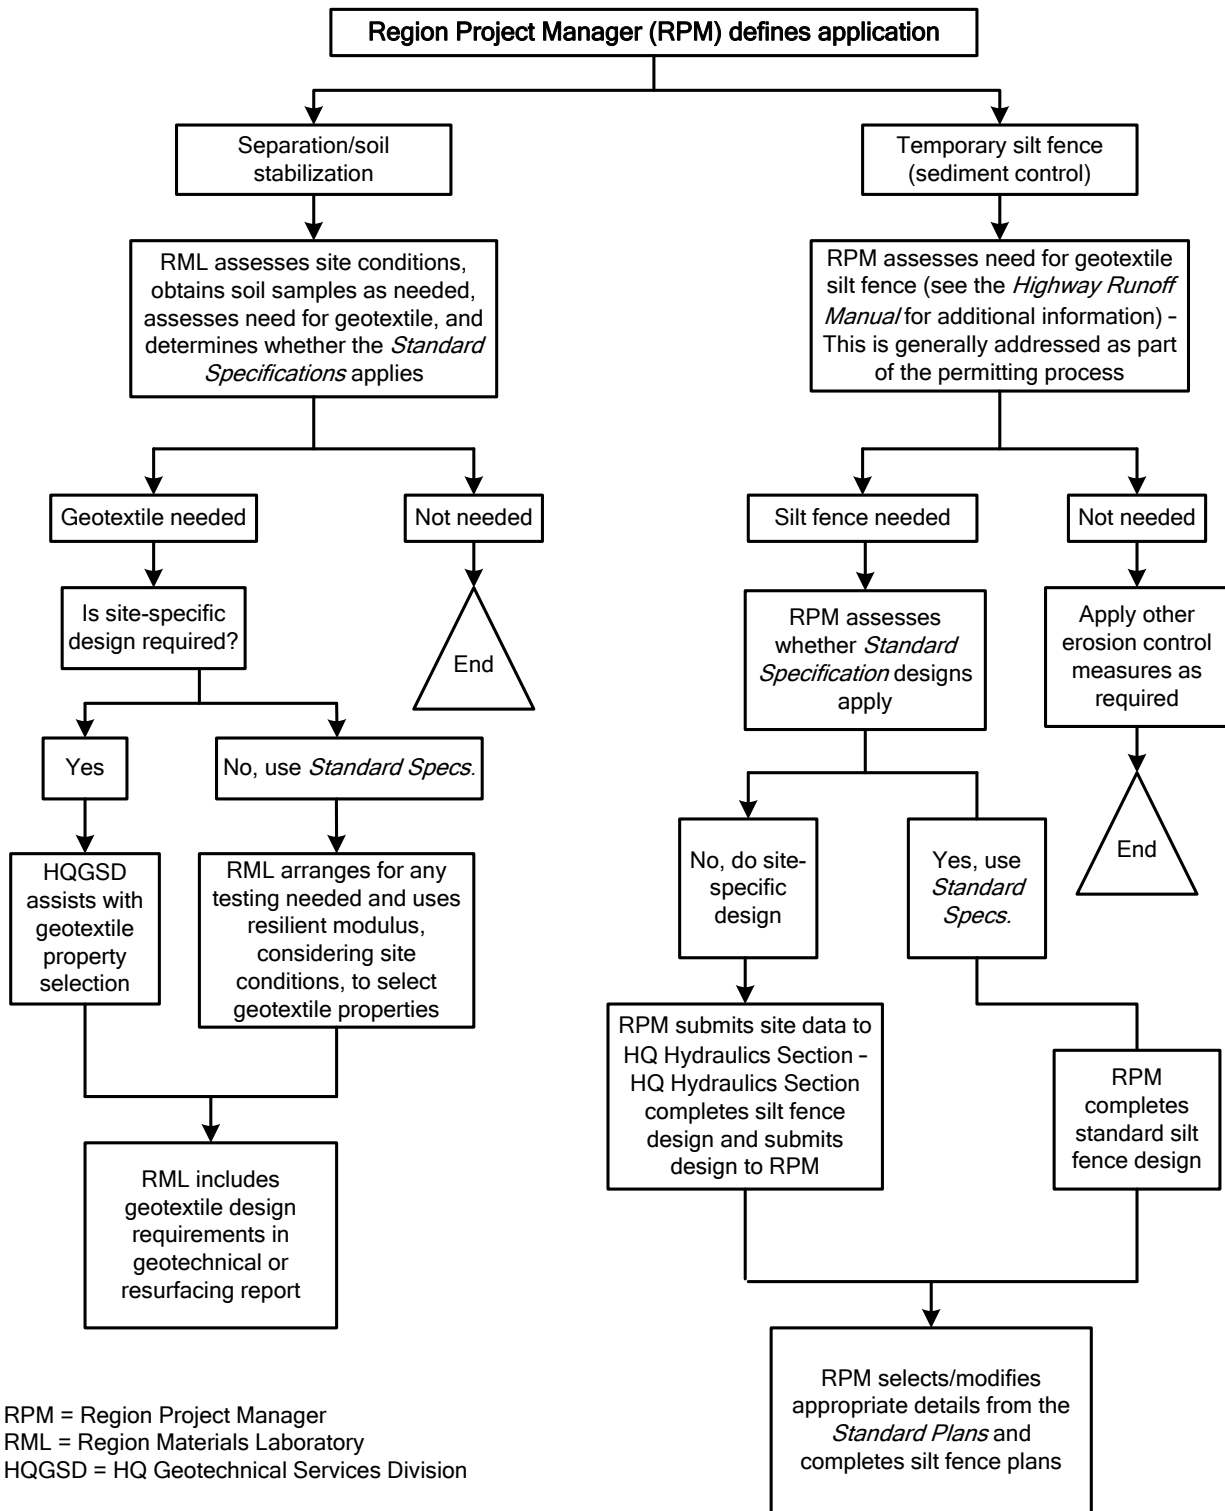 Region Project Manager (RPM) defines application
Separation/soil
stabilization
Temporary silt fence
(sediment control)
RML assesses site conditions,
obtains soil samples as needed,
assesses need for geotextile, and
determines whether the Standard
Specifications applies
RPM assesses need for geotextile
silt fence (see the Highway Runoff
Manual for additional information) –
This is generally addressed as part
of the permitting process
Geotextile needed
Not needed
Silt fence needed
Not needed
Is site-specific
design required?
End
RPM assesses
whether Standard
Specification designs
apply
Apply other
erosion control
measures as
required
Yes
No, use Standard Specs.
No, do site-
specific
design
Yes, use
Standard
Specs.
End
HQGSD
assists with
geotextile
property
selection
RML arranges for any
testing needed and uses
resilient modulus,
considering site
conditions, to select
geotextile properties
RPM submits site data to
HQ Hydraulics Section –
HQ Hydraulics Section
completes silt fence
design and submits
design to RPM
RPM
completes
standard silt
fence design
RML includes
geotextile design
requirements in
geotechnical or
resurfacing report
RPM selects/modifies
appropriate details from the
Standard Plans and
completes silt fence plans
RPM = Region Project Manager
RML = Region Materials Laboratory
HQGSD = HQ Geotechnical Services Division